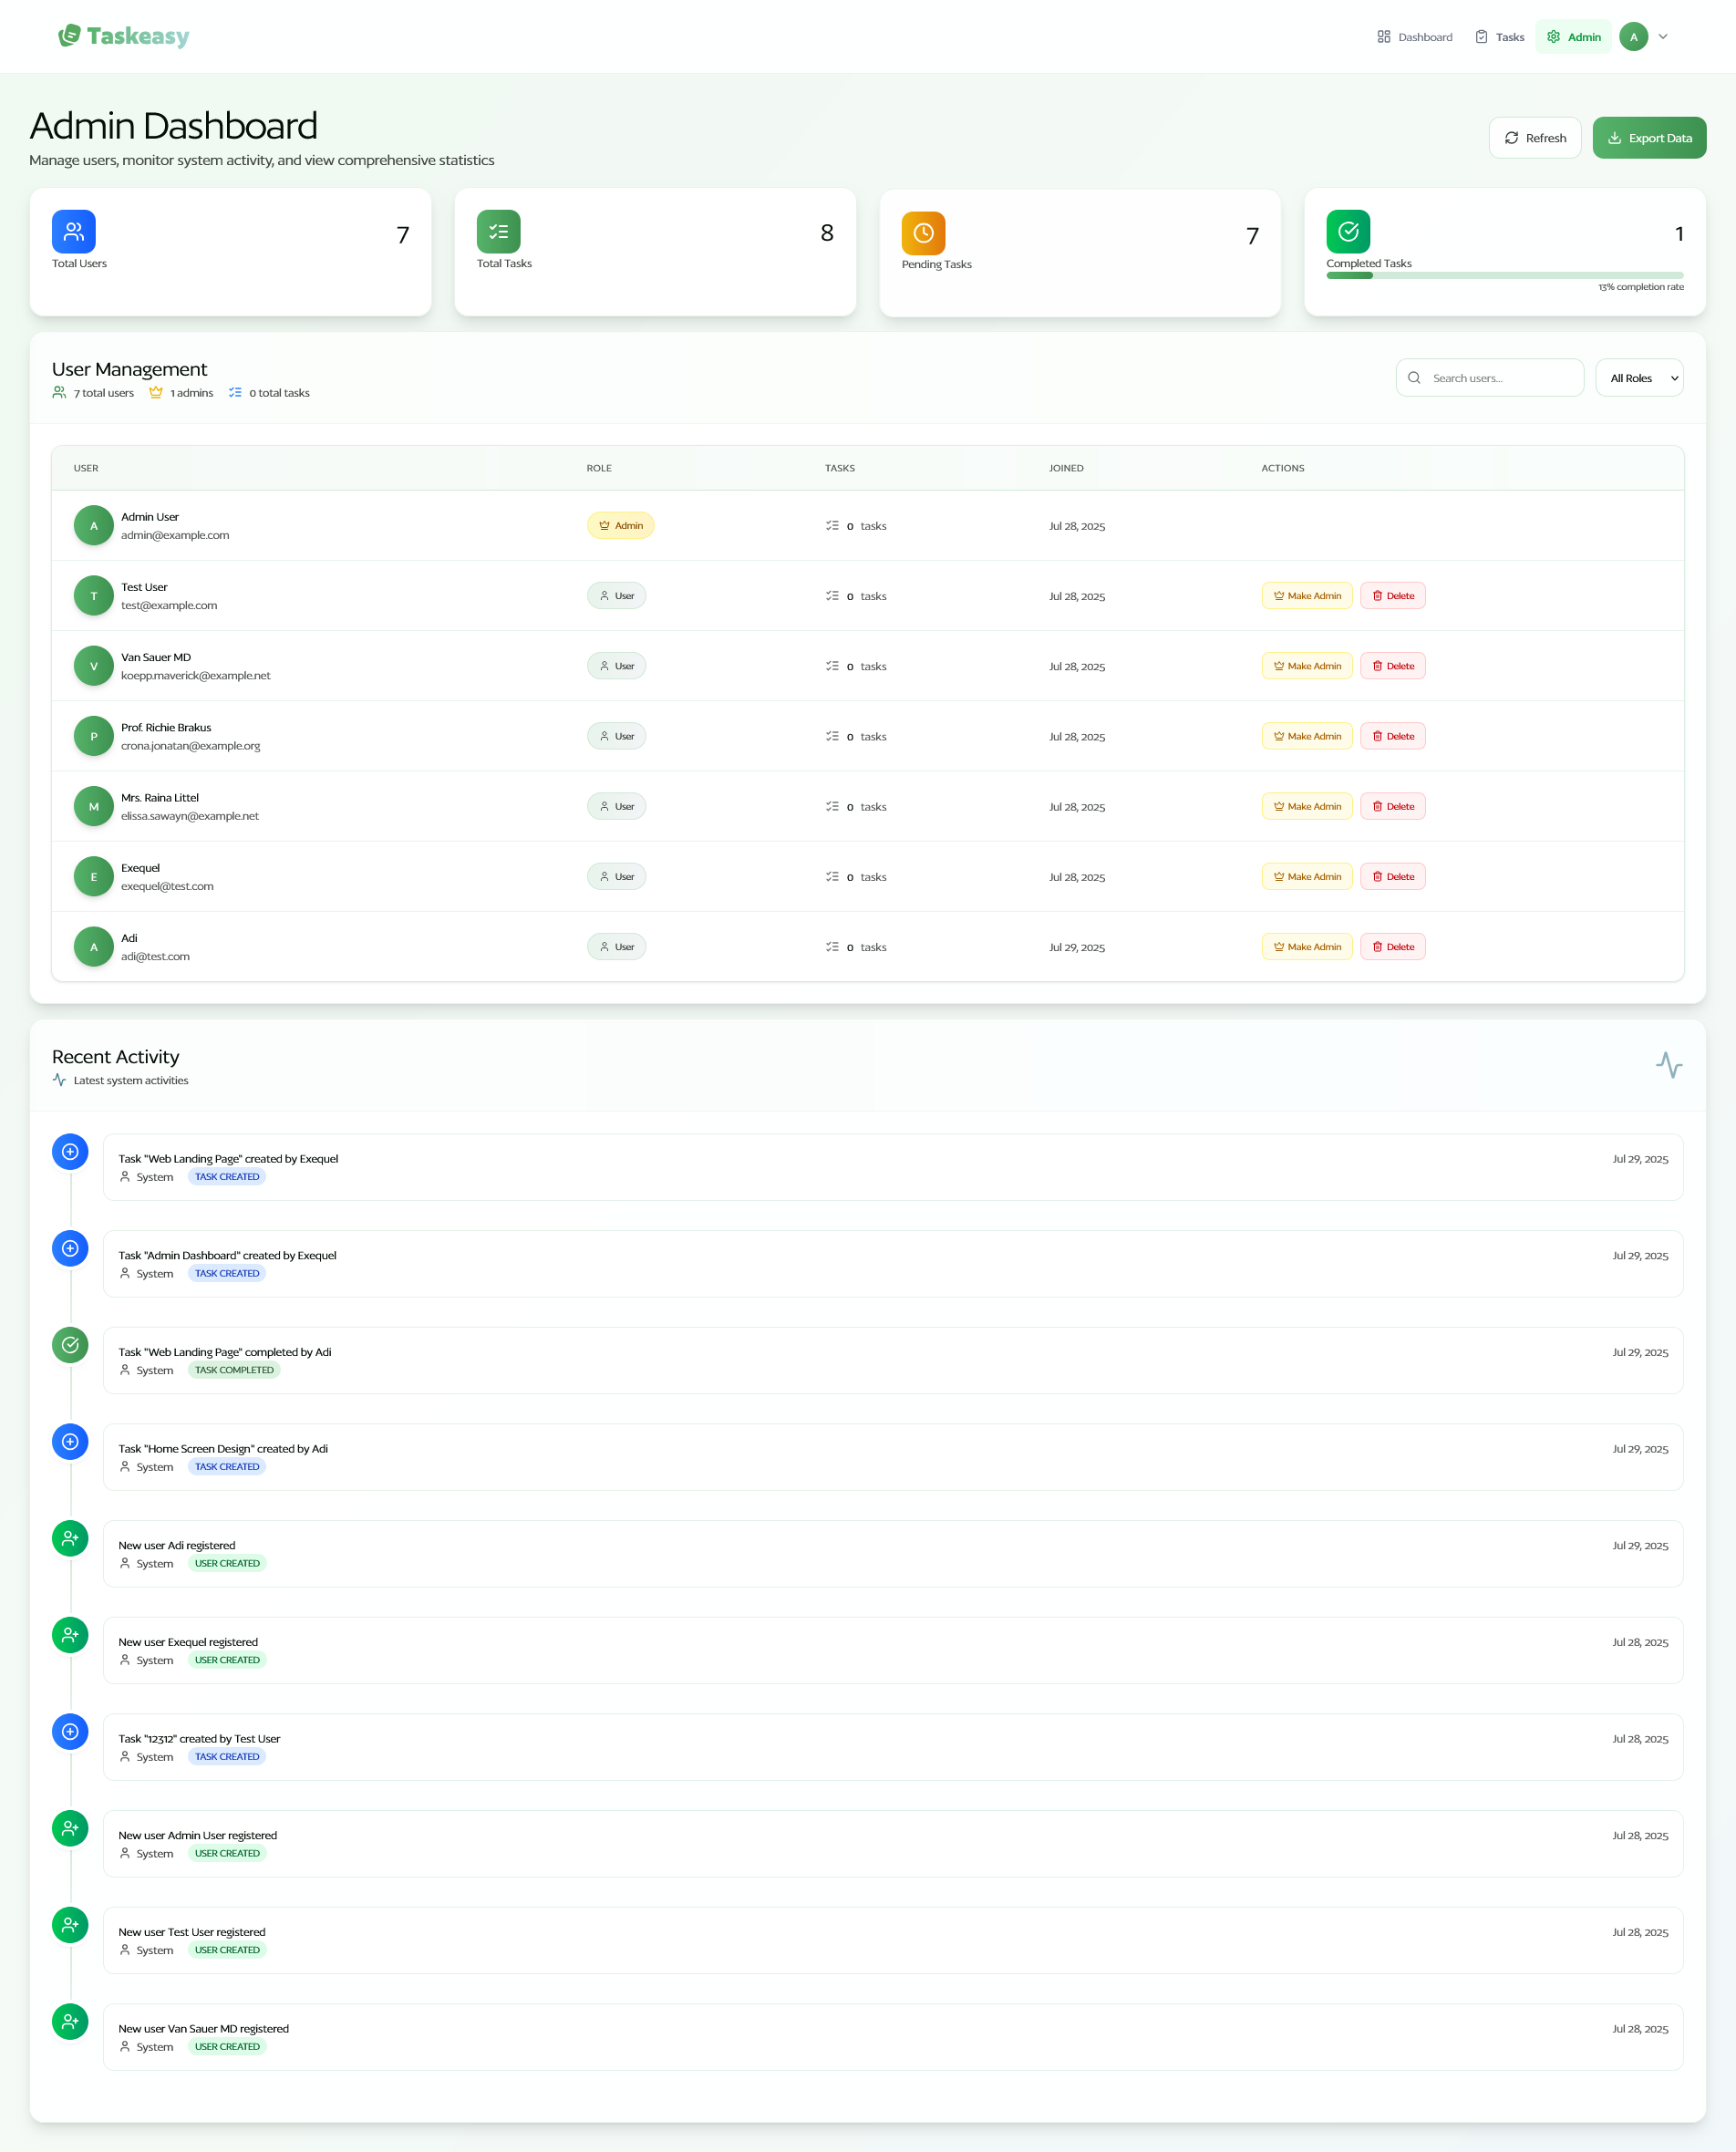 Taskeasy
Dashboard Tasks Admin A
Admin Dashboard
Manage users, monitor system activity, and view comprehensive statistics
Refresh Export Data
7
Total Users
8
Total Tasks
7
Pending Tasks
1
Completed Tasks
13% completion rate
User Management
7 total users 1 admins 0 total tasks
Search users... All Roles
USER ROLE TASKS JOINED ACTIONS
A Admin User
admin@example.com
Admin 0 tasks Jul 28, 2025
T Test User
test@example.com
User 0 tasks Jul 28, 2025 Make Admin Delete
V Van Sauer MD
koepp.maverick@example.net
User 0 tasks Jul 28, 2025 Make Admin Delete
P Prof. Richie Brakus
crona.jonatan@example.org
User 0 tasks Jul 28, 2025 Make Admin Delete
M Mrs. Raina Littel
elissa.sawayn@example.net
User 0 tasks Jul 28, 2025 Make Admin Delete
E Exequel
exequel@test.com
User 0 tasks Jul 28, 2025 Make Admin Delete
A Adi
adi@test.com
User 0 tasks Jul 29, 2025 Make Admin Delete
Recent Activity
Latest system activities
Task "Web Landing Page" created by Exequel Jul 29, 2025
System TASK CREATED
Task "Admin Dashboard" created by Exequel Jul 29, 2025
System TASK CREATED
Task "Web Landing Page" completed by Adi Jul 29, 2025
System TASK COMPLETED
Task "Home Screen Design" created by Adi Jul 29, 2025
System TASK CREATED
New user Adi registered Jul 29, 2025
System USER CREATED
New user Exequel registered Jul 28, 2025
System USER CREATED
Task "12312" created by Test User Jul 28, 2025
System TASK CREATED
New user Admin User registered Jul 28, 2025
System USER CREATED
New user Test User registered Jul 28, 2025
System USER CREATED
New user Van Sauer MD registered Jul 28, 2025
System USER CREATED